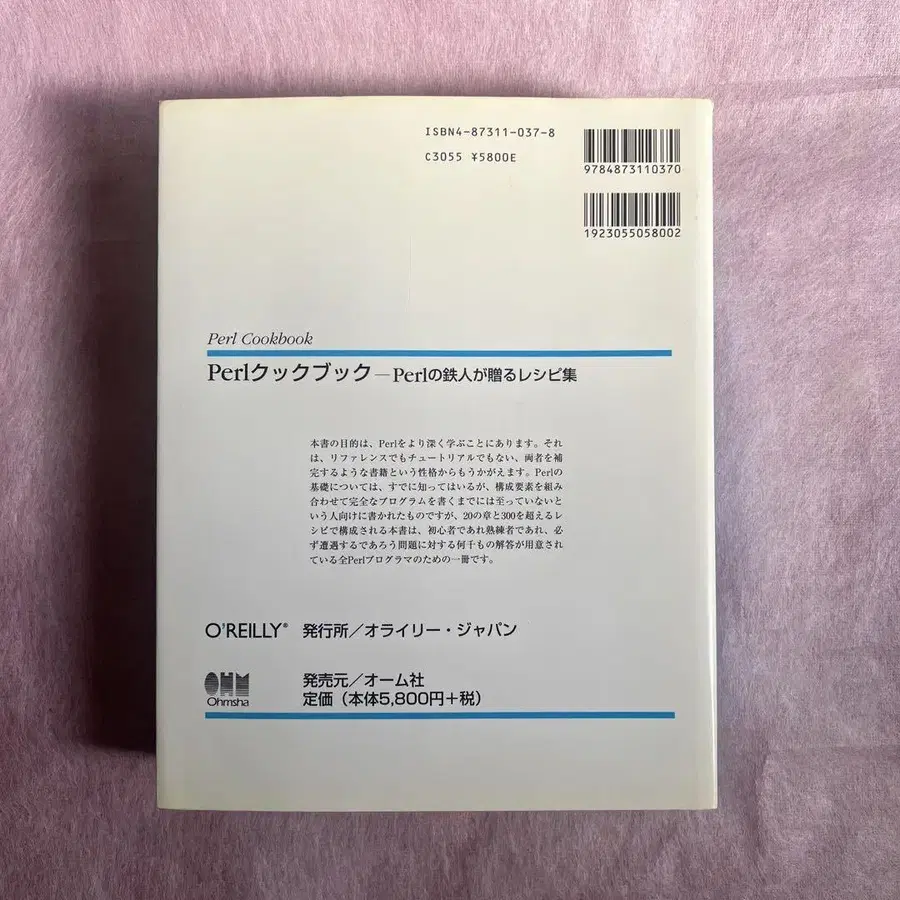 ISBN4-87311-037-8
C3055 ¥5800E
9784873110370
1923055058002
Perl Cookbook
Perlクックブック―Perlの鉄人が贈るレシピ集
本書の目的は、Perlをより深く学ぶことにあります。それ
は、リファレンスでもチュートリアルでもない、両者を補
完するような書籍という性格からもうかがえます。Perlの
基礎については、すでに知ってはいるが、構成要素を組み
合わせて完全なプログラムを書くまでには至っていないと
いう人向けに書かれたものですが、20の章と300を超えるレ
シピで構成される本書は、初心者であれ熟練者であれ、必
ず遭遇するであろう問題に対する何千もの解答が用意され
ている全Perlプログラマのための一冊です。
O'REILLY® 発行所／オライリー・ジャパン
OHM
Ohmsha
発売元／オーム社
定価（本体5,800円＋税）